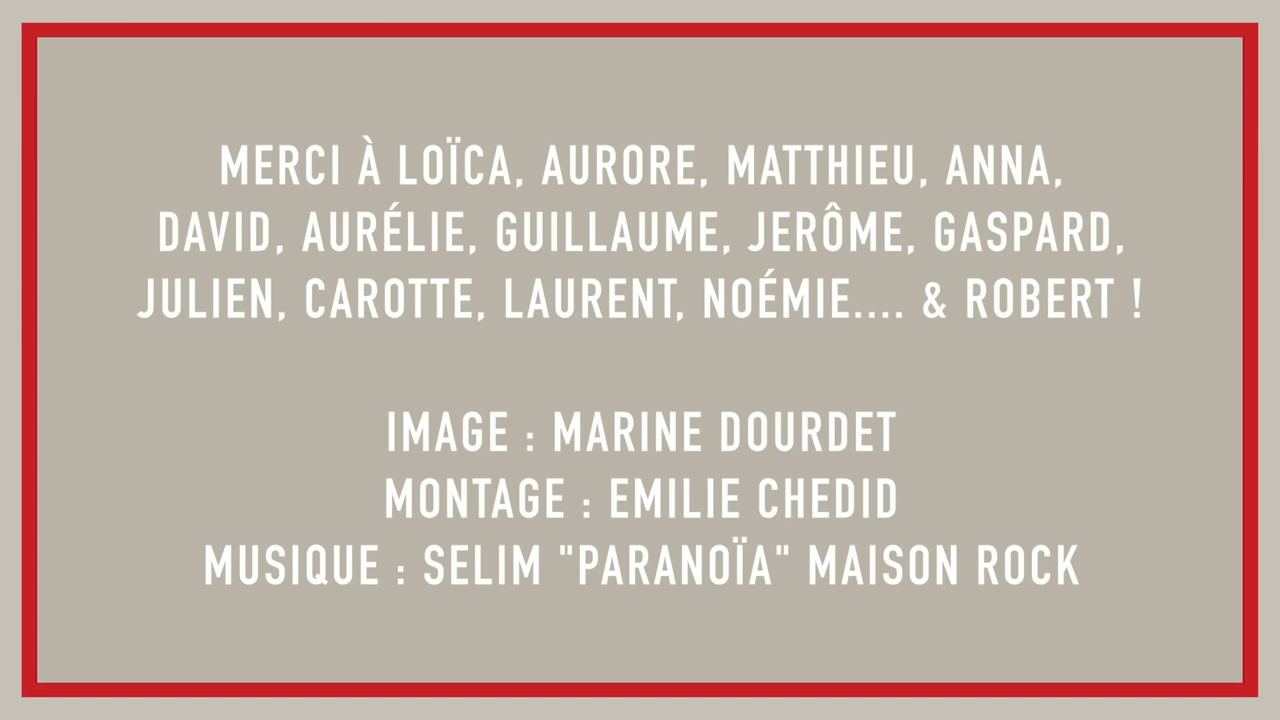 MERCI À LOÏCA, AURORE, MATTHIEU, ANNA,
DAVID, AURÉLIE, GUILLAUME, JERÔME, GASPARD,
JULIEN, CAROTTE, LAURENT, NOÉMIE.... & ROBERT !
IMAGE : MARINE DOURDET
MONTAGE : EMILIE CHEDID
MUSIQUE : SELIM "PARANOÏA" MAISON ROCK